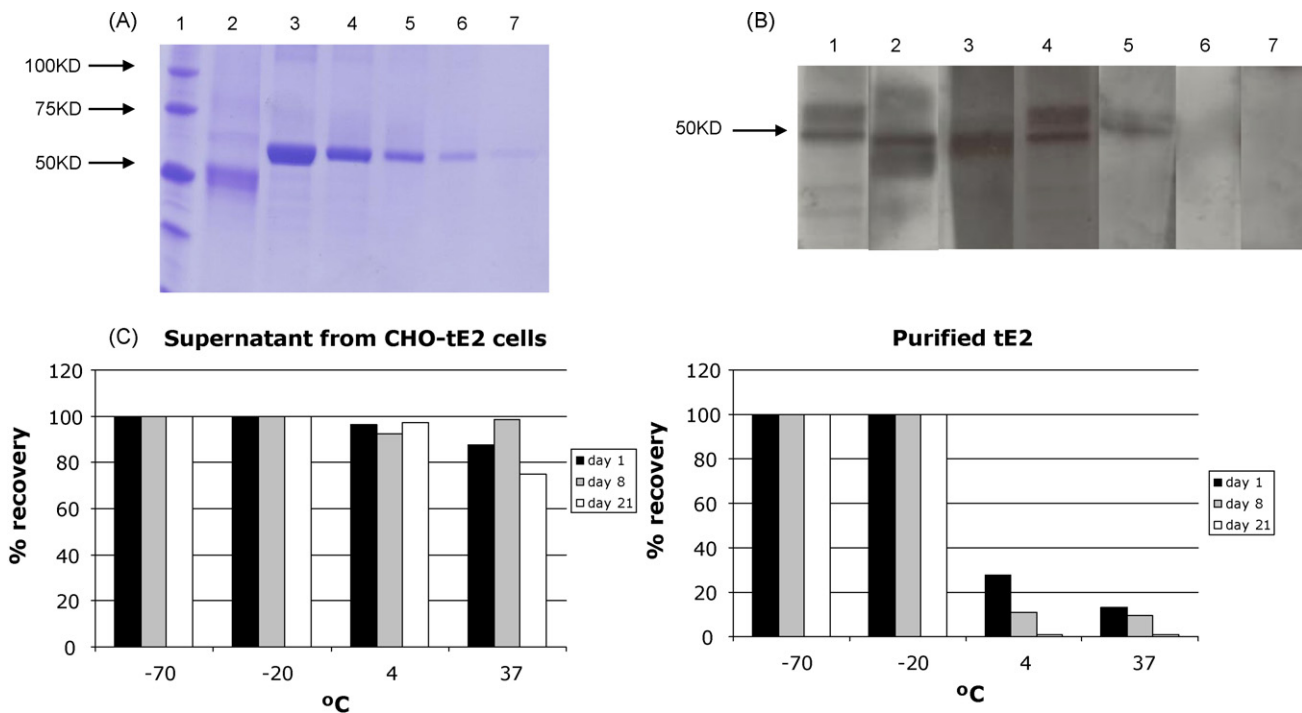 (A)
1 2 3 4 5 6 7
100KD
75KD
50KD
(B)
1 2 3 4 5 6 7
50KD
(C) Supernatant from CHO-tE2 cells
120
100
80
60
40
20
0
% recovery
-70 -20 4 37
ºC
day 1
day 8
day 21
Purified tE2
120
100
80
60
40
20
0
% recovery
-70 -20 4 37
ºC
day 1
day 8
day 21